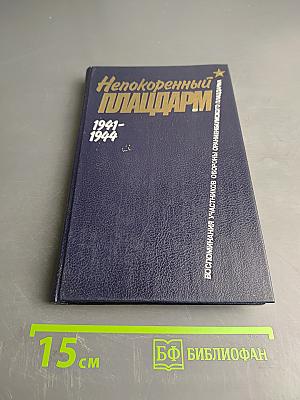 Непокоренный
ПЛАЦДАРМ
1941-
1944
ВОСПОМИНАНИЯ УЧАСТНИКОВ ОБОРОНЫ ОРАНИЕНБАУМСКОГО ПЛАЦДАРМА
15 см
БФ БИБЛИОФАН